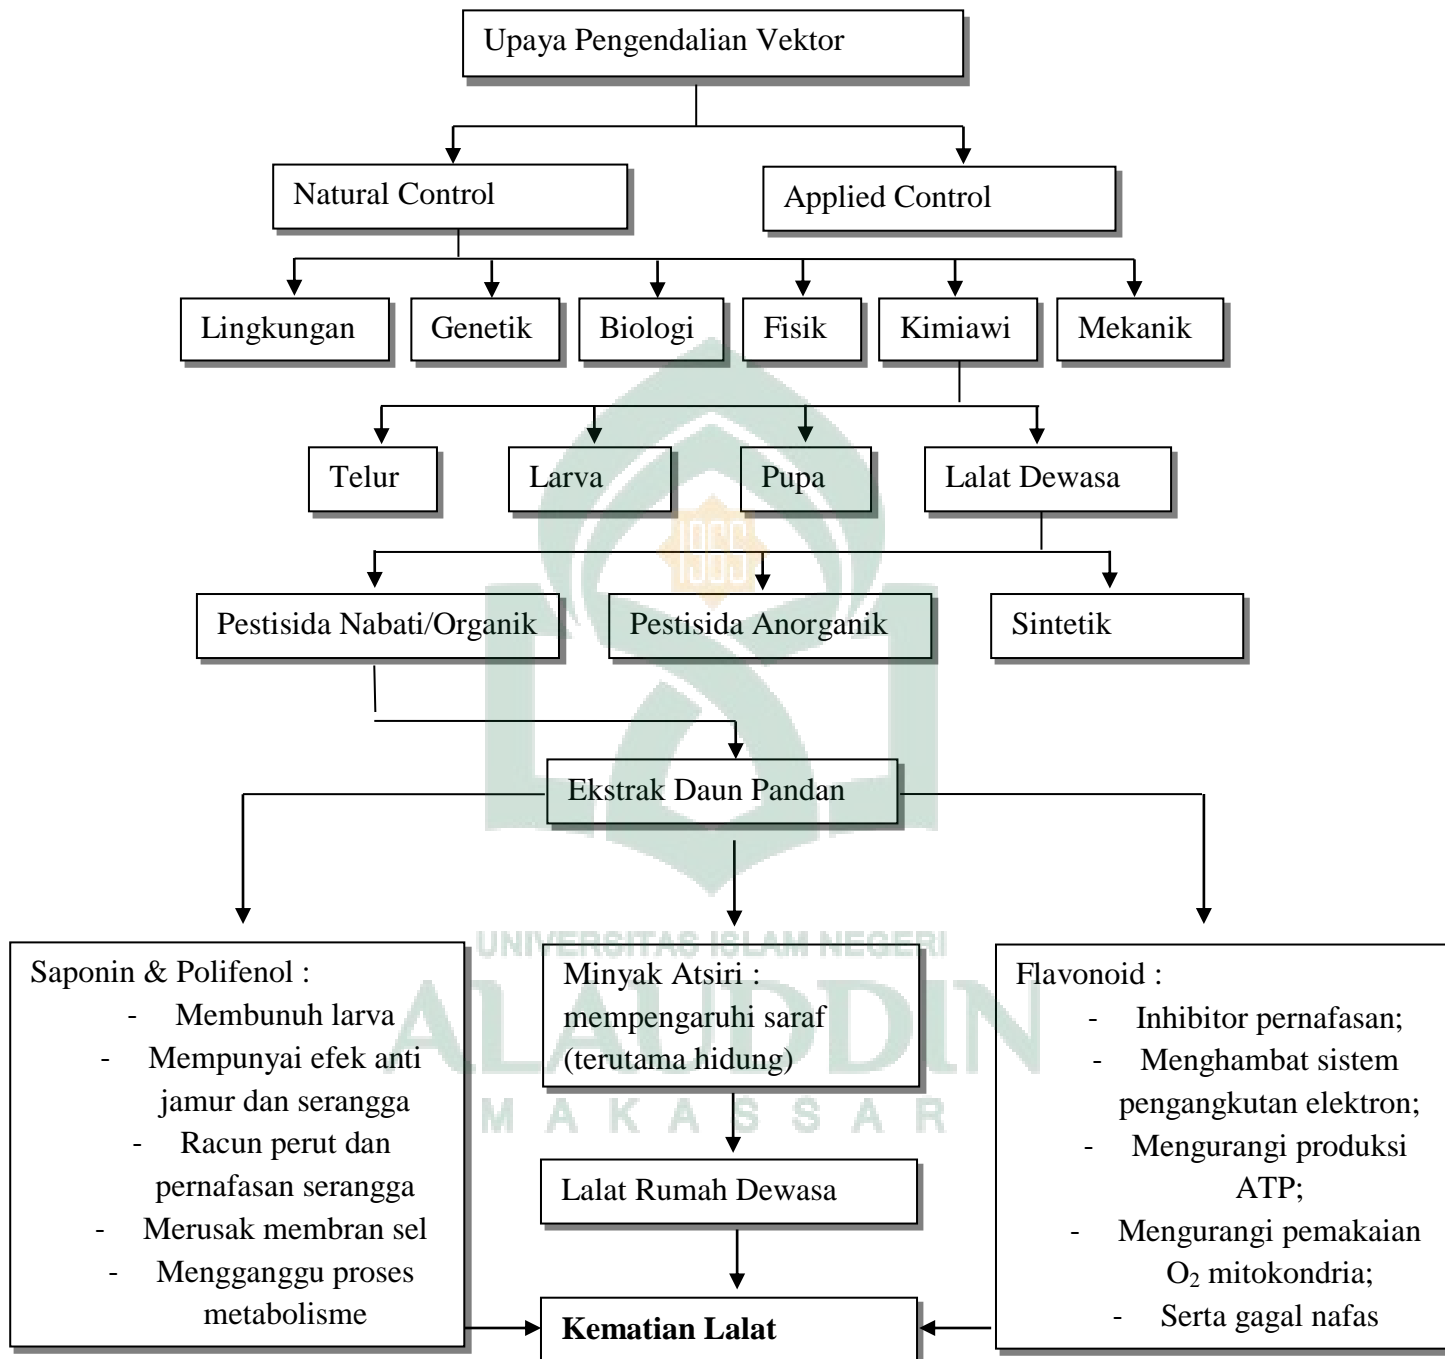 Upaya Pengendalian Vektor
Natural Control
Applied Control
Lingkungan
Genetik
Biologi
Fisik
Kimiawi
Mekanik
Telur
Larva
Pupa
Lalat Dewasa
1965
Pestisida Nabati/Organik
Pestisida Anorganik
Sintetik
Ekstrak Daun Pandan
UNIVERSITAS ISLAM NEGERI
ALAUDDIN
MAKASSAR
Saponin & Polifenol :
- Membunuh larva
- Mempunyai efek anti
jamur dan serangga
- Racun perut dan
pernafasan serangga
- Merusak membran sel
- Mengganggu proses
metabolisme
Minyak Atsiri :
mempengaruhi saraf
(terutama hidung)
Flavonoid :
- Inhibitor pernafasan;
- Menghambat sistem
pengangkutan elektron;
- Mengurangi produksi
ATP;
- Mengurangi pemakaian
O₂ mitokondria;
- Serta gagal nafas
Lalat Rumah Dewasa
Kematian Lalat